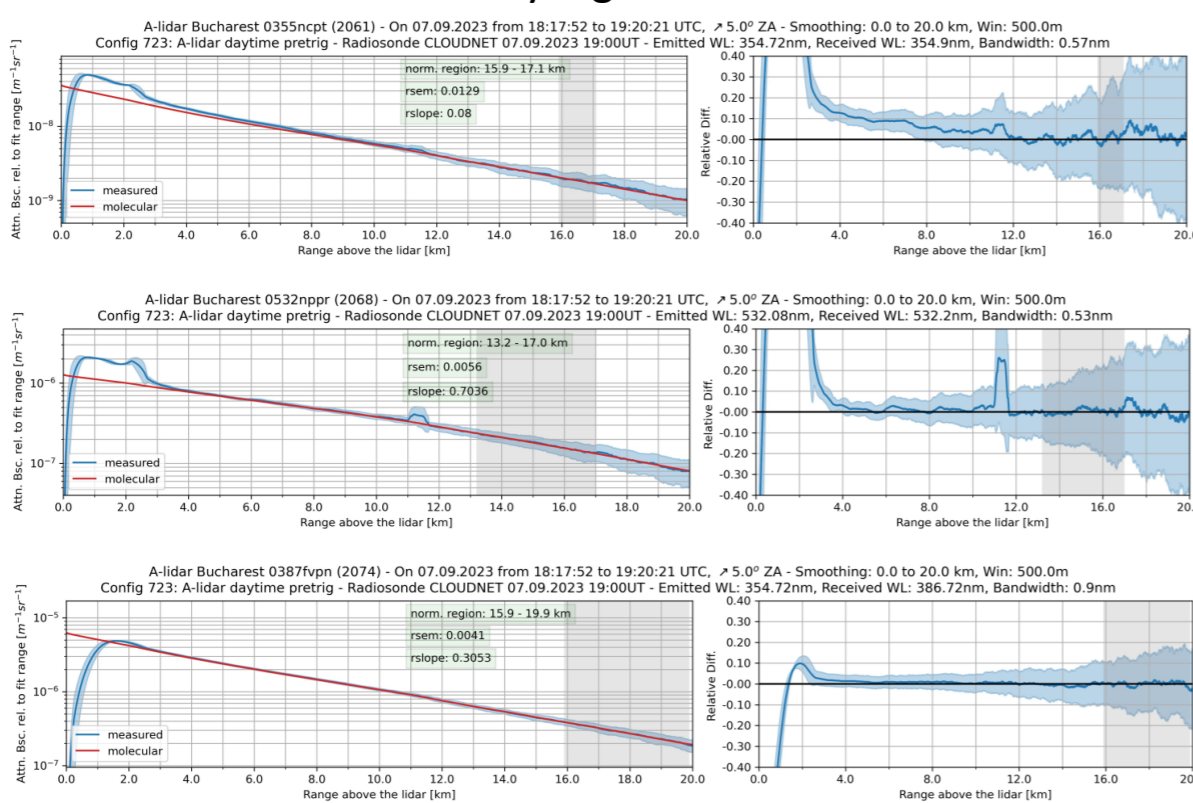 A-lidar Bucharest 0355ncpt (2061) - On 07.09.2023 from 18:17:52 to 19:20:21 UTC, ↗5.0° ZA - Smoothing: 0.0 to 20.0 km, Win: 500.0m
Config 723: A-lidar daytime pretrig - Radiosonde CLOUDNET 07.09.2023 19:00UT - Emitted WL: 354.72nm, Received WL: 354.9nm, Bandwidth: 0.57nm
Attn. Bsc. rel. to fit range [m⁻¹sr⁻¹]
10⁻⁸
10⁻⁹
norm. region: 15.9 - 17.1 km
rsem: 0.0129
rslope: 0.08
measured
molecular
0.0 2.0 4.0 6.0 8.0 10.0 12.0 14.0 16.0 18.0 20.0
Range above the lidar [km]
Relative Diff.
0.40
0.30
0.20
0.10
-0.00
-0.10
-0.20
-0.30
-0.40
0.0 4.0 8.0 12.0 16.0 20.
Range above the lidar [km]
A-lidar Bucharest 0532nppr (2068) - On 07.09.2023 from 18:17:52 to 19:20:21 UTC, ↗5.0° ZA - Smoothing: 0.0 to 20.0 km, Win: 500.0m
Config 723: A-lidar daytime pretrig - Radiosonde CLOUDNET 07.09.2023 19:00UT - Emitted WL: 532.08nm, Received WL: 532.2nm, Bandwidth: 0.53nm
Attn. Bsc. rel. to fit range [m⁻¹sr⁻¹]
10⁻⁶
10⁻⁷
norm. region: 13.2 - 17.0 km
rsem: 0.0056
rslope: 0.7036
measured
molecular
0.0 2.0 4.0 6.0 8.0 10.0 12.0 14.0 16.0 18.0 20.0
Range above the lidar [km]
Relative Diff.
0.40
0.30
0.20
0.10
-0.00
-0.10
-0.20
-0.30
-0.40
0.0 4.0 8.0 12.0 16.0 20.
Range above the lidar [km]
A-lidar Bucharest 0387fvpn (2074) - On 07.09.2023 from 18:17:52 to 19:20:21 UTC, ↗5.0° ZA - Smoothing: 0.0 to 20.0 km, Win: 500.0m
Config 723: A-lidar daytime pretrig - Radiosonde CLOUDNET 07.09.2023 19:00UT - Emitted WL: 354.72nm, Received WL: 386.72nm, Bandwidth: 0.9nm
Attn. Bsc. rel. to fit range [m⁻¹sr⁻¹]
10⁻⁵
10⁻⁶
10⁻⁷
norm. region: 15.9 - 19.9 km
rsem: 0.0041
rslope: 0.3053
measured
molecular
0.0 2.0 4.0 6.0 8.0 10.0 12.0 14.0 16.0 18.0 20.0
Range above the lidar [km]
Relative Diff.
0.40
0.30
0.20
0.10
-0.00
-0.10
-0.20
-0.30
-0.40
0.0 4.0 8.0 12.0 16.0 20.
Range above the lidar [km]